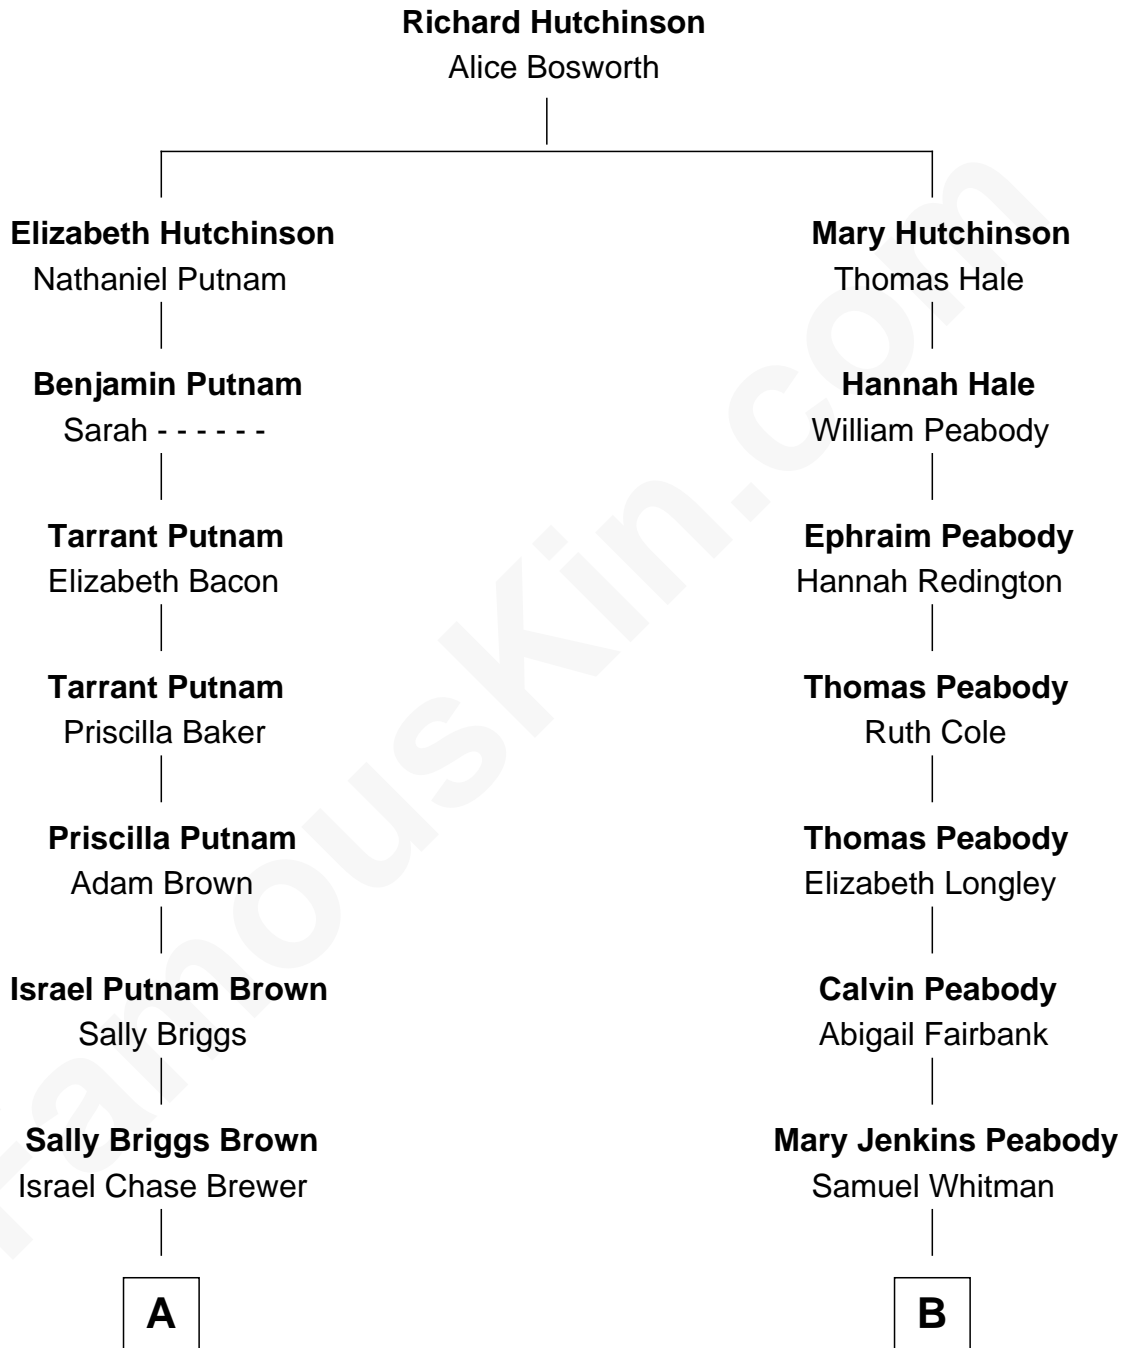 Richard Hutchinson
Alice Bosworth
Elizabeth Hutchinson
Nathaniel Putnam
Mary Hutchinson
Thomas Hale
Benjamin Putnam
Sarah - - - - - -
Hannah Hale
William Peabody
Tarrant Putnam
Elizabeth Bacon
Ephraim Peabody
Hannah Redington
Tarrant Putnam
Priscilla Baker
Thomas Peabody
Ruth Cole
Priscilla Putnam
Adam Brown
Thomas Peabody
Elizabeth Longley
Israel Putnam Brown
Sally Briggs
Calvin Peabody
Abigail Fairbank
Sally Briggs Brown
Israel Chase Brewer
Mary Jenkins Peabody
Samuel Whitman
A
B
FamousKin.com